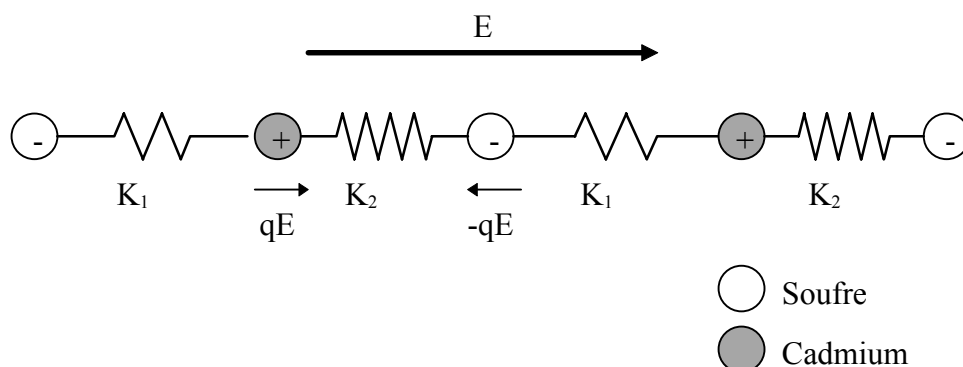 E
- + - + -
K₁ K₂ K₁ K₂
qE -qE
Soufre
Cadmium